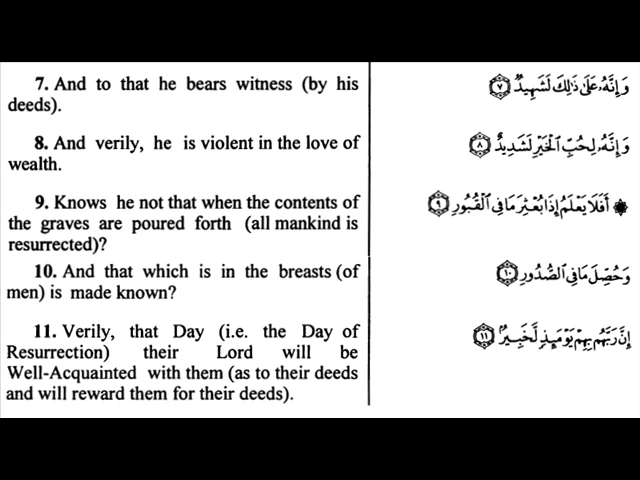 7. And to that he bears witness (by his
deeds).
وَإِنَّهُۥ عَلَىٰ ذَٰلِكَ لَشَهِيدٌ ﴿٧﴾
8. And verily, he is violent in the love of
wealth.
وَإِنَّهُۥ لِحُبِّ ٱلْخَيْرِ لَشَدِيدٌ ﴿٨﴾
9. Knows he not that when the contents of
the graves are poured forth (all mankind is
resurrected)?
۞ أَفَلَا يَعْلَمُ إِذَا بُعْثِرَ مَا فِى ٱلْقُبُورِ ﴿٩﴾
10. And that which is in the breasts (of
men) is made known?
وَحُصِّلَ مَا فِى ٱلصُّدُورِ ﴿١٠﴾
11. Verily, that Day (i.e. the Day of
Resurrection) their Lord will be
Well-Acquainted with them (as to their deeds
and will reward them for their deeds).
إِنَّ رَبَّهُم بِهِمْ يَوْمَئِذٍ لَّخَبِيرٌۢ ﴿١١﴾